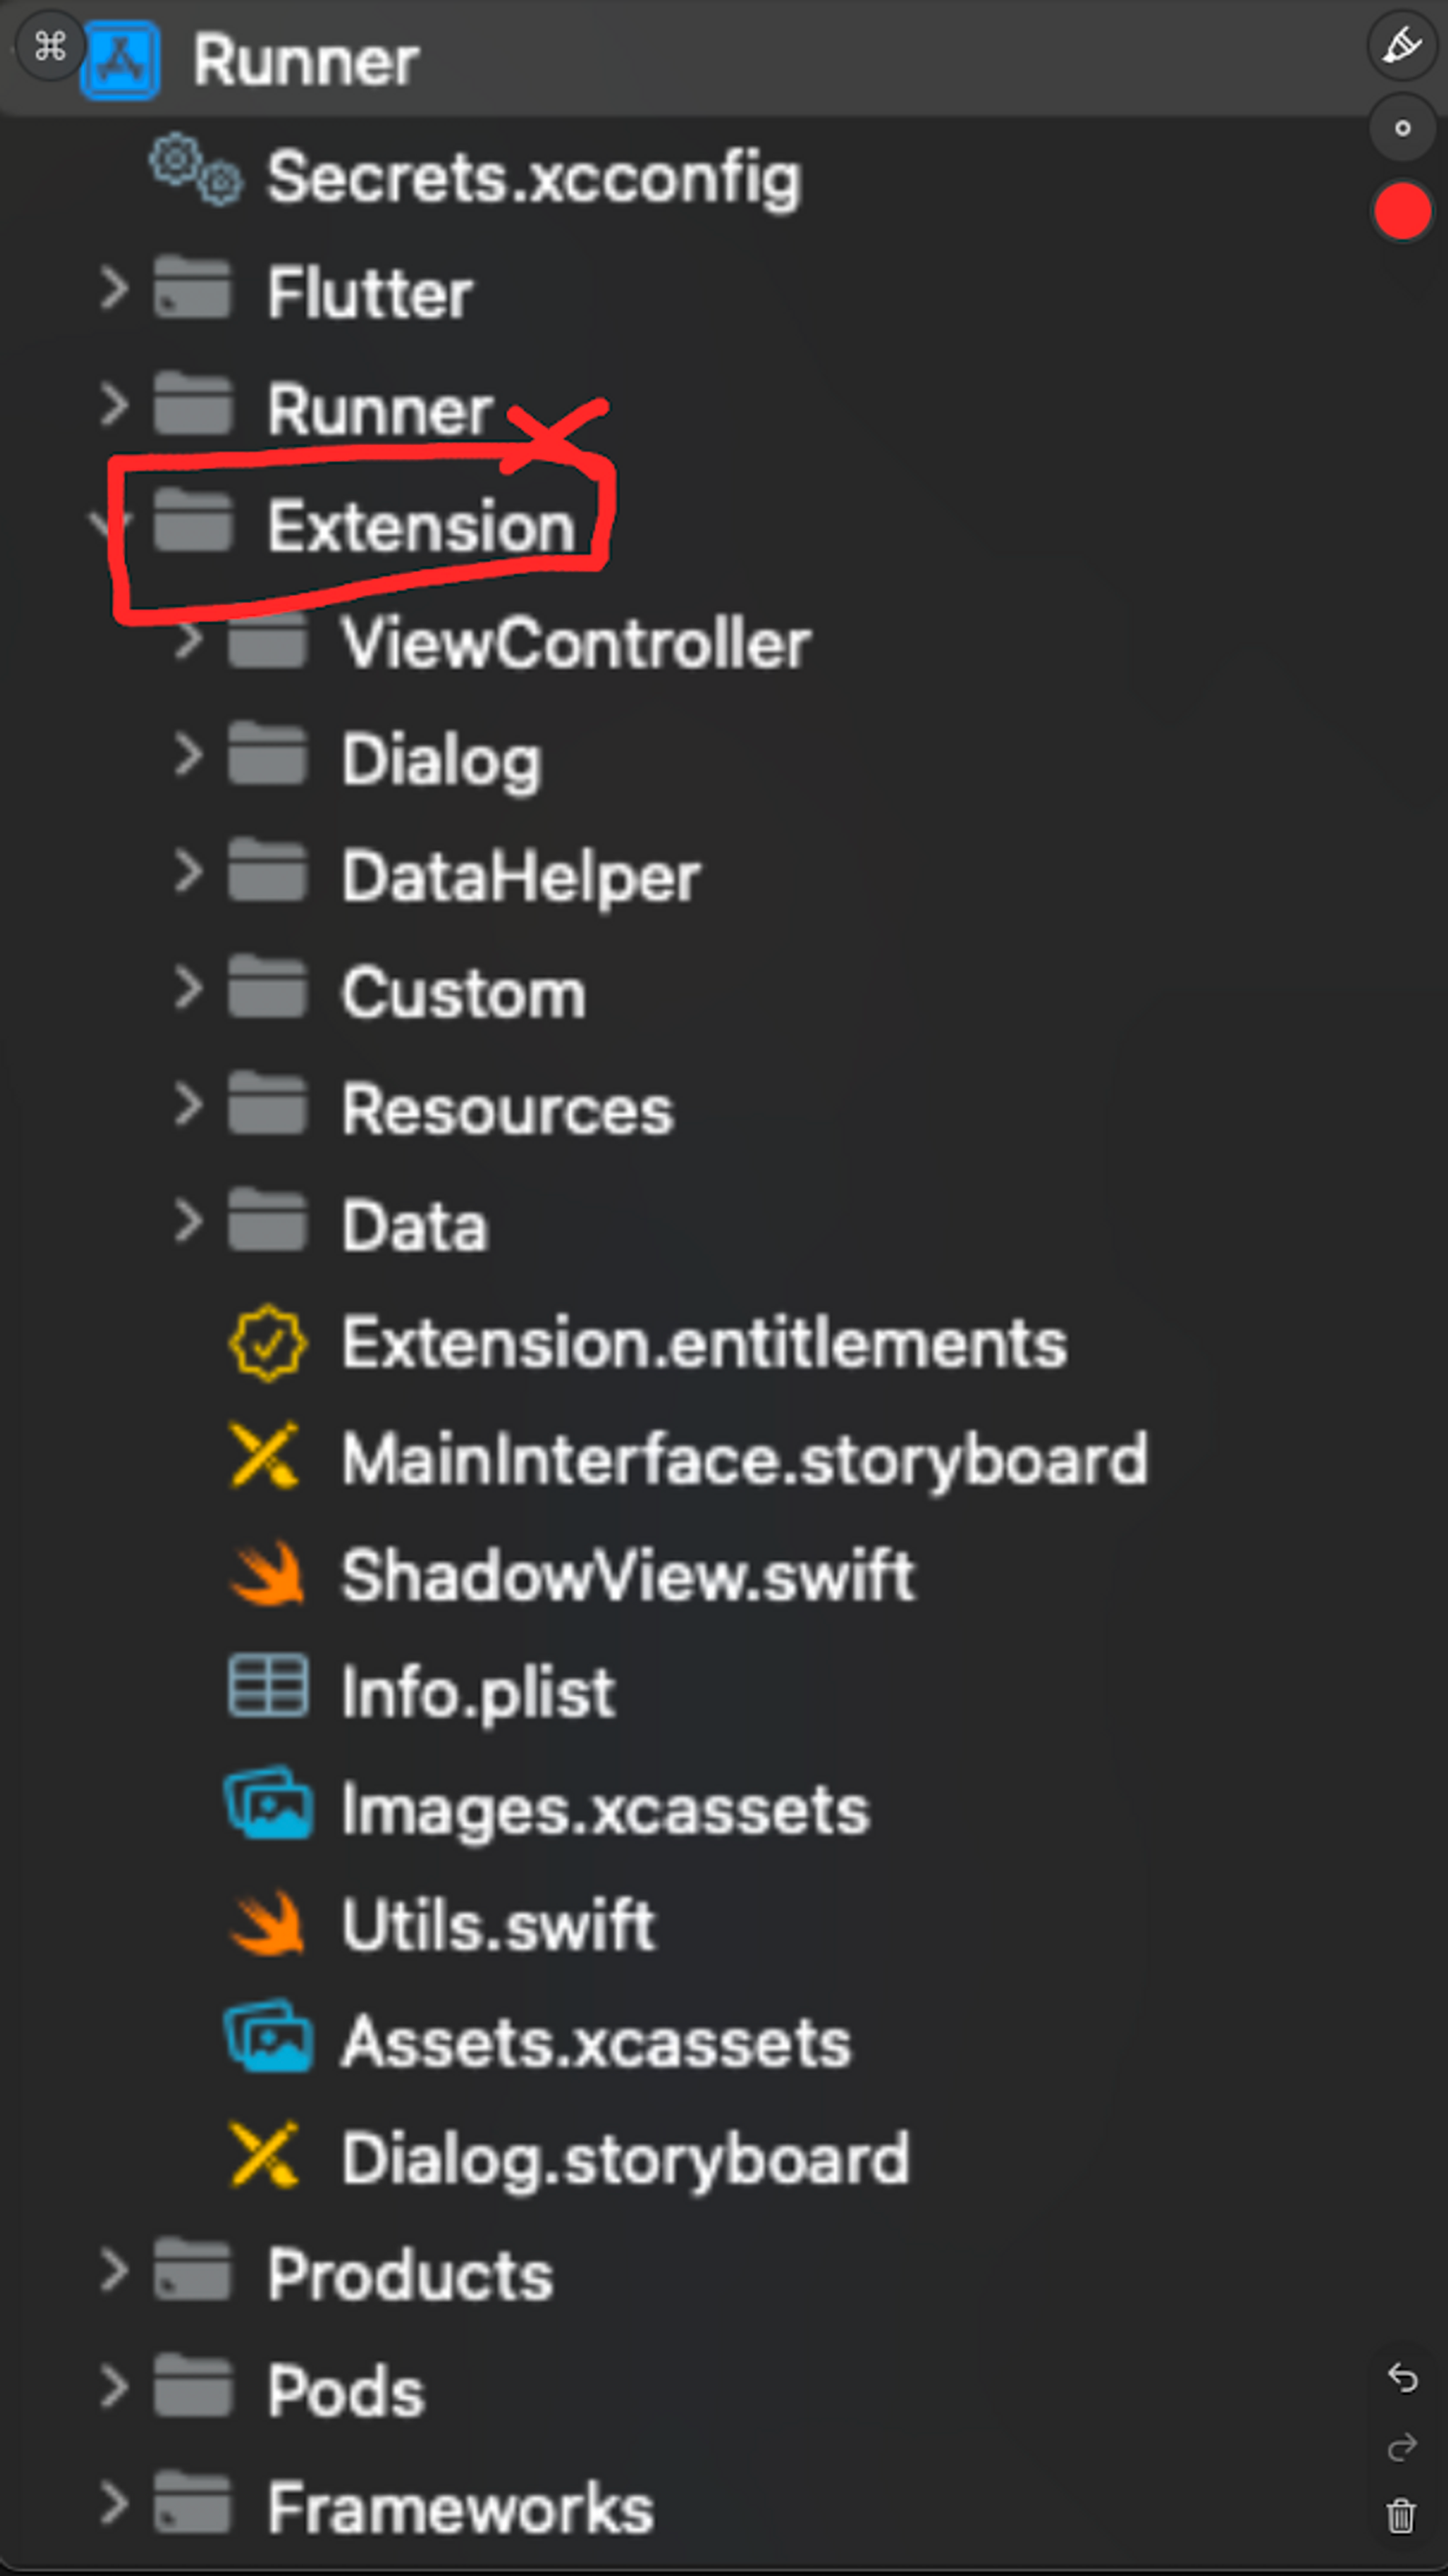 Runner
Secrets.xcconfig
Flutter
Runner
Extension
ViewController
Dialog
DataHelper
Custom
Resources
Data
Extension.entitlements
MainInterface.storyboard
ShadowView.swift
Info.plist
Images.xcassets
Utils.swift
Assets.xcassets
Dialog.storyboard
Products
Pods
Frameworks